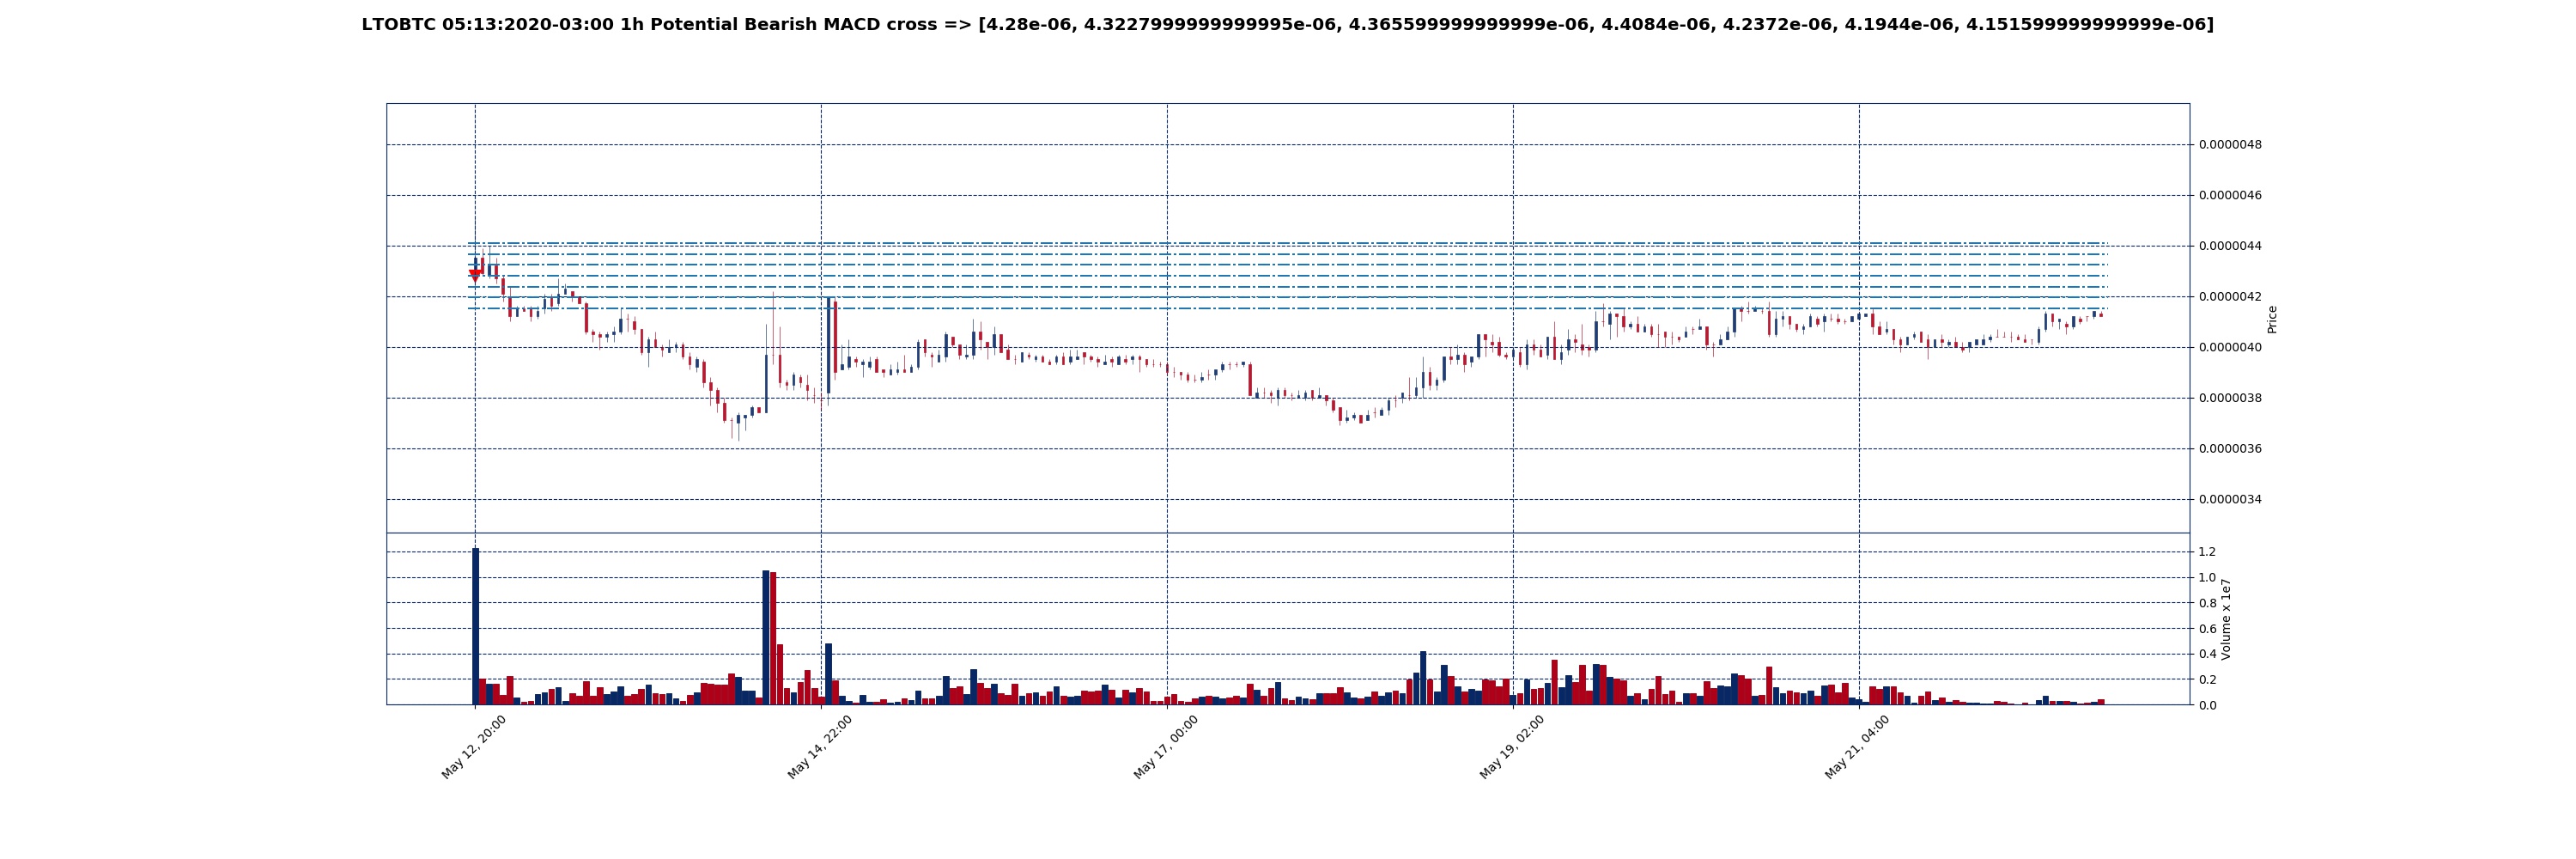 LTOBTC 05:13:2020-03:00 1h Potential Bearish MACD cross => [4.28e-06, 4.3227999999999995e-06, 4.365599999999999e-06, 4.4084e-06, 4.2372e-06, 4.1944e-06, 4.151599999999999e-06]
0.0000048
0.0000046
0.0000044
0.0000042
0.0000040
0.0000038
0.0000036
0.0000034
Price
1.2
1.0
0.8
0.6
0.4
0.2
0.0
Volume x 1e7
May 12, 20:00
May 14, 22:00
May 17, 00:00
May 19, 02:00
May 21, 04:00